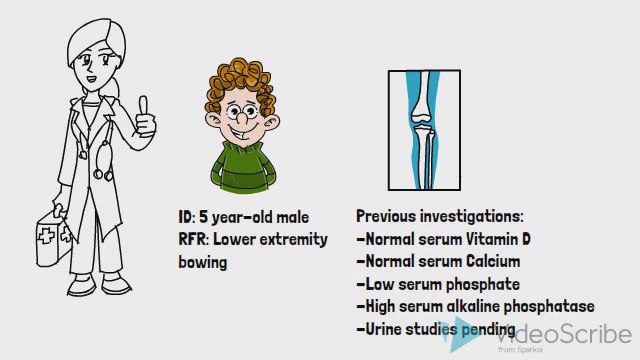 ID: 5 year-old male
RFR: Lower extremity
bowing
Previous investigations:
-Normal serum Vitamin D
-Normal serum Calcium
-Low serum phosphate
-High serum alkaline phosphatase
-Urine studies pending
VideoScribe
from Sparkol